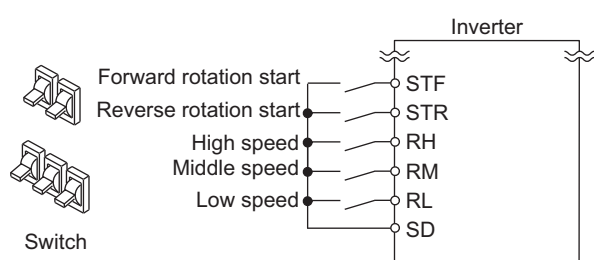 Inverter
Forward rotation start
STF
Reverse rotation start
STR
High speed
RH
Middle speed
RM
Low speed
RL
SD
Switch